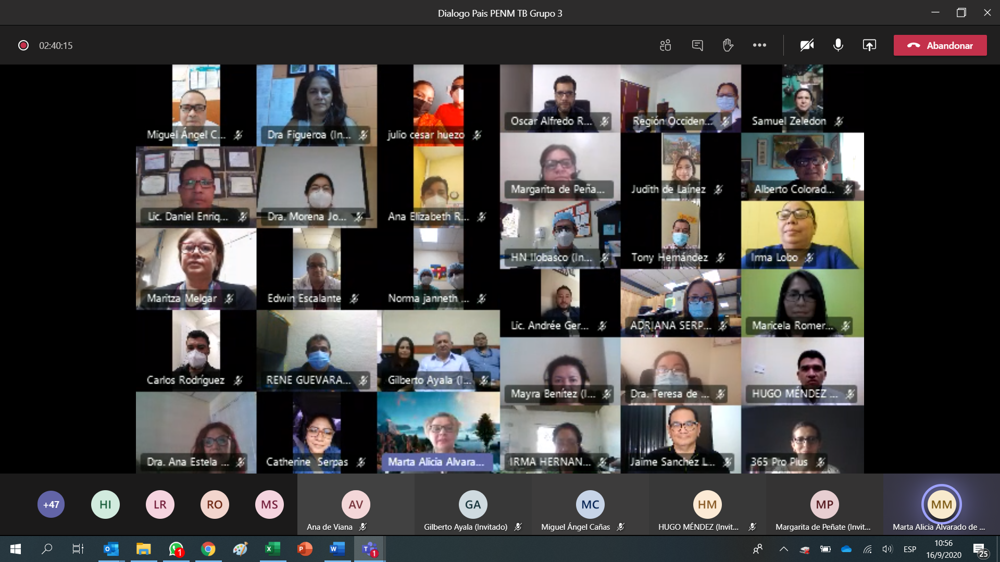 Dialogo Pais PENM TB Grupo 3
02:40:15
Abandonar
Miguel Ángel C...
Dra Figueroa (In...
julio cesar huezo
Oscar Alfredo R...
Región Occiden...
Samuel Zeledon
Lic. Daniel Enriq...
Dra. Morena Jo...
Ana Elizabeth R...
Margarita de Peña...
Judith de Laínez
Alberto Colorad...
Maritza Melgar
Edwin Escalante
Norma janneth ...
HN Ilobasco (In...
Tony Hernández
Irma Lobo
Carlos Rodríguez
RENE GUEVARA...
Gilberto Ayala (I...
Lic. Andrée Ger...
ADRIANA SERP...
Maricela Romer...
Dra. Ana Estela ...
Catherine Serpas
Marta Alicia Alvara...
Mayra Benítez (I...
Dra. Teresa de ...
HUGO MÉNDEZ ...
IRMA HERNAN...
Jaime Sanchez L...
365 Pro Plus
+47
HI
LR
RO
MS
AV
GA
MC
HM
MP
MM
Ana de Viana
Gilberto Ayala (Invitado)
Miguel Ángel Cañas
HUGO MÉNDEZ (Invit...
Margarita de Peñate (Invit...
Marta Alicia Alvarado de ...
1
1
ESP
10:56
16/9/2020
25